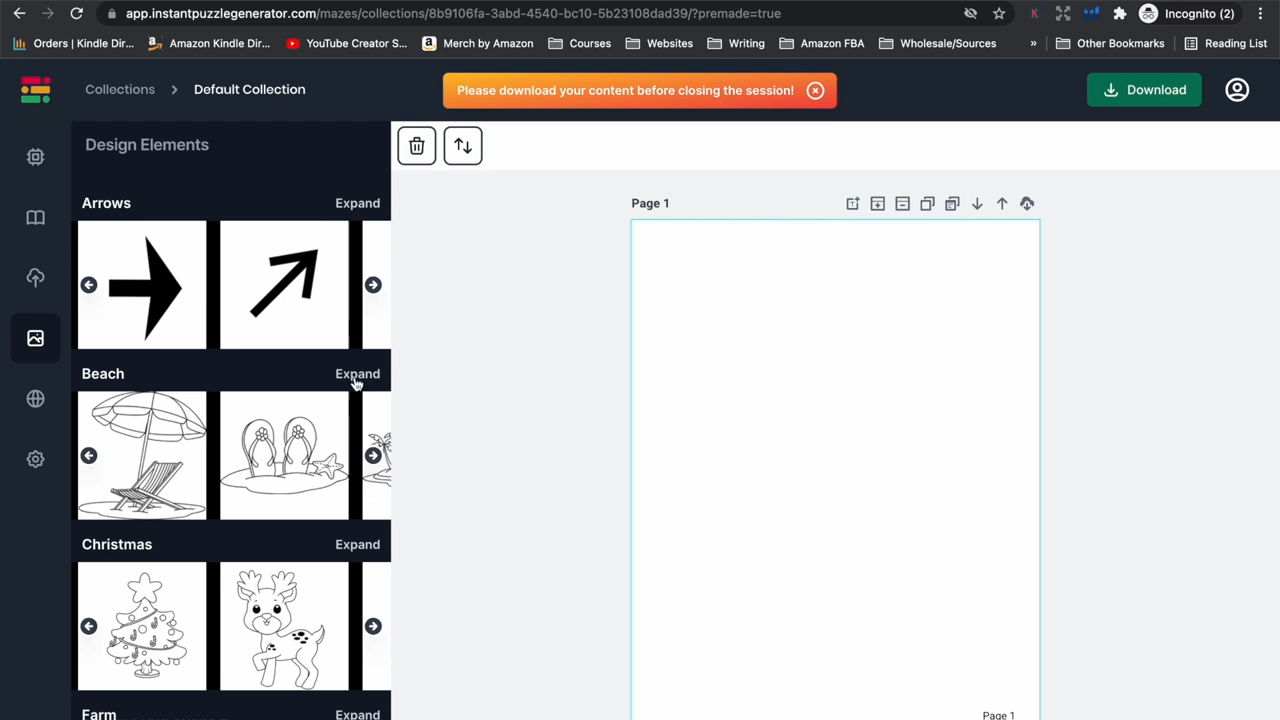 app.instantpuzzlegenerator.com/mazes/collections/8b9106fa-3abd-4540-bc10-5b23108dad39/?premade=true
Incognito (2)
Orders | Kindle Dir...
Amazon Kindle Dir...
YouTube Creator S...
Merch by Amazon
Courses
Websites
Writing
Amazon FBA
Wholesale/Sources
»
Other Bookmarks
Reading List
Collections
Default Collection
Please download your content before closing the session!
Download
Design Elements
Arrows
Expand
Page 1
Beach
Expand
Christmas
Expand
Farm
Expand
Page 1